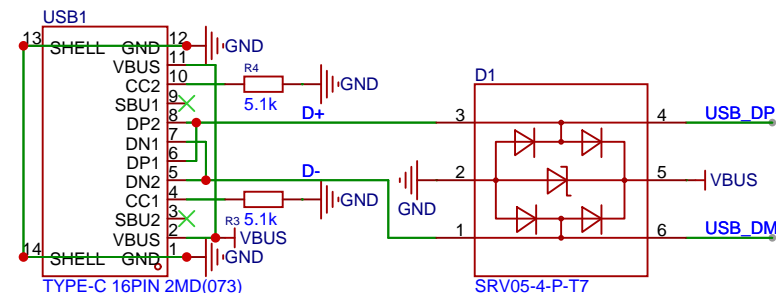 USB1
13 SHELL GND 12 GND
VBUS 11
CC2 10 R4 5.1k GND
SBU1 9
DP2 8 D+
DN1 7
DP1 6
DN2 5 D-
CC1 4 R3 5.1k GND
SBU2 3
VBUS 2 VBUS
14 SHELL GND 1 GND
TYPE-C 16PIN 2MD(073)
D1
3 4 USB_DP
GND 2 5 VBUS
1 6 USB_DM
SRV05-4-P-T7